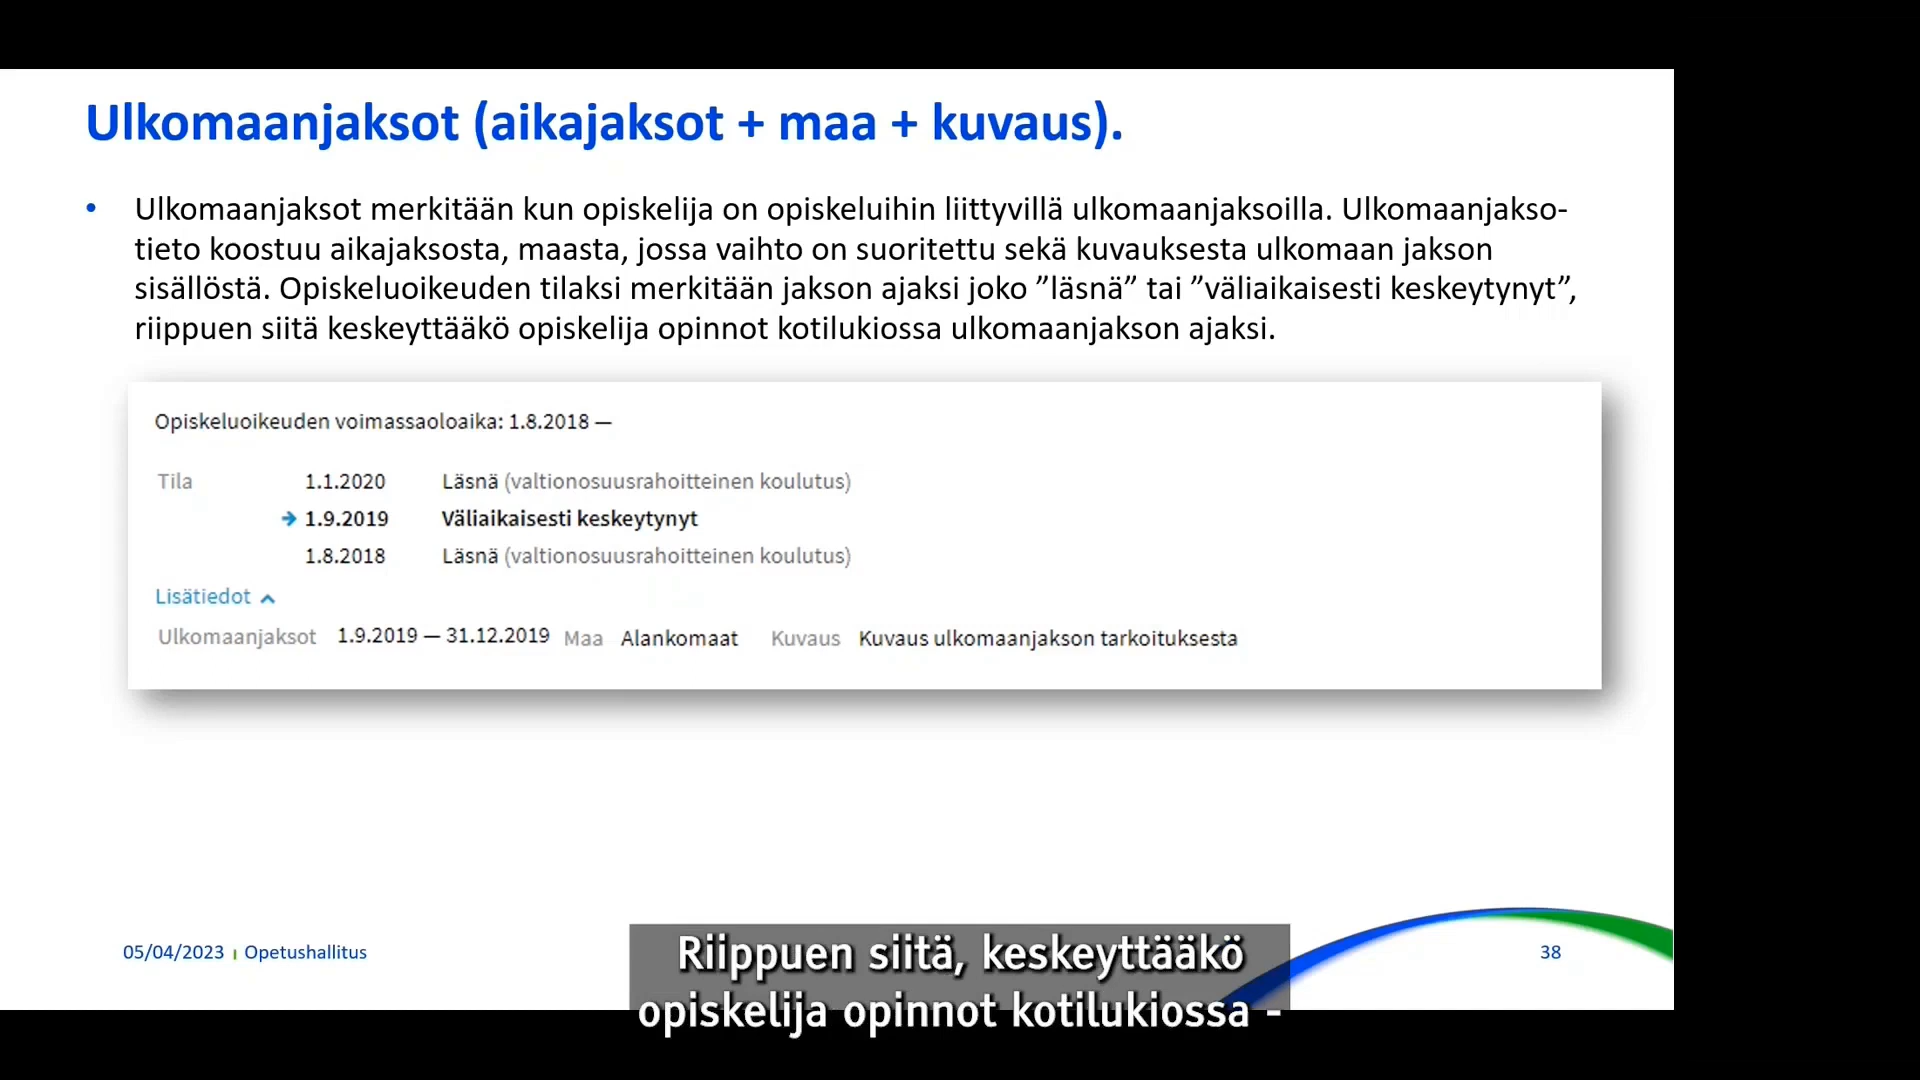 Ulkomaanjaksot (aikajaksot + maa + kuvaus).
• Ulkomaanjaksot merkitään kun opiskelija on opiskeluihin liittyvillä ulkomaanjaksoilla. Ulkomaanjakso-
tieto koostuu aikajaksosta, maasta, jossa vaihto on suoritettu sekä kuvauksesta ulkomaan jakson
sisällöstä. Opiskeluoikeuden tilaksi merkitään jakson ajaksi joko ”läsnä” tai ”väliaikaisesti keskeytynyt”,
riippuen siitä keskeyttääkö opiskelija opinnot kotilukiossa ulkomaanjakson ajaksi.
Opiskeluoikeuden voimassaoloaika: 1.8.2018 —
Tila 1.1.2020 Läsnä (valtionosuusrahoitteinen koulutus)
→ 1.9.2019 Väliaikaisesti keskeytynyt
1.8.2018 Läsnä (valtionosuusrahoitteinen koulutus)
Lisätiedot
Ulkomaanjaksot 1.9.2019 — 31.12.2019 Maa Alankomaat Kuvaus Kuvaus ulkomaanjakson tarkoituksesta
05/04/2023 | Opetushallitus 38
Riippuen siitä, keskeyttääkö
opiskelija opinnot kotilukiossa -